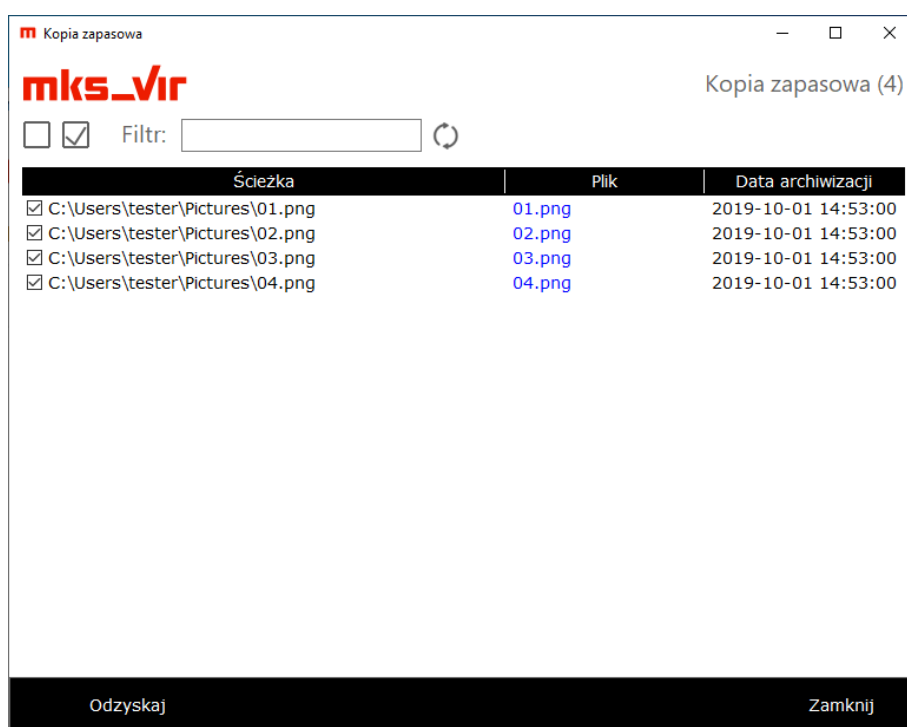 Kopia zapasowa
mks_vir
Kopia zapasowa (4)
Filtr:
Ścieżka Plik Data archiwizacji
C:\Users\tester\Pictures\01.png 01.png 2019-10-01 14:53:00
C:\Users\tester\Pictures\02.png 02.png 2019-10-01 14:53:00
C:\Users\tester\Pictures\03.png 03.png 2019-10-01 14:53:00
C:\Users\tester\Pictures\04.png 04.png 2019-10-01 14:53:00
Odzyskaj Zamknij